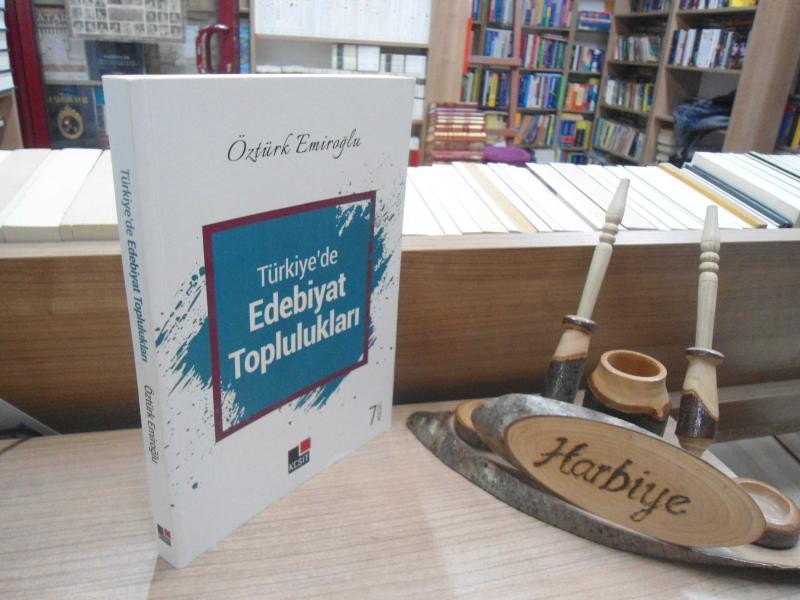 Öztürk Emiroğlu
Türkiye'de
Edebiyat
Toplulukları
KESİT
Türkiye'de Edebiyat Toplulukları
Öztürk Emiroğlu
Harbiye